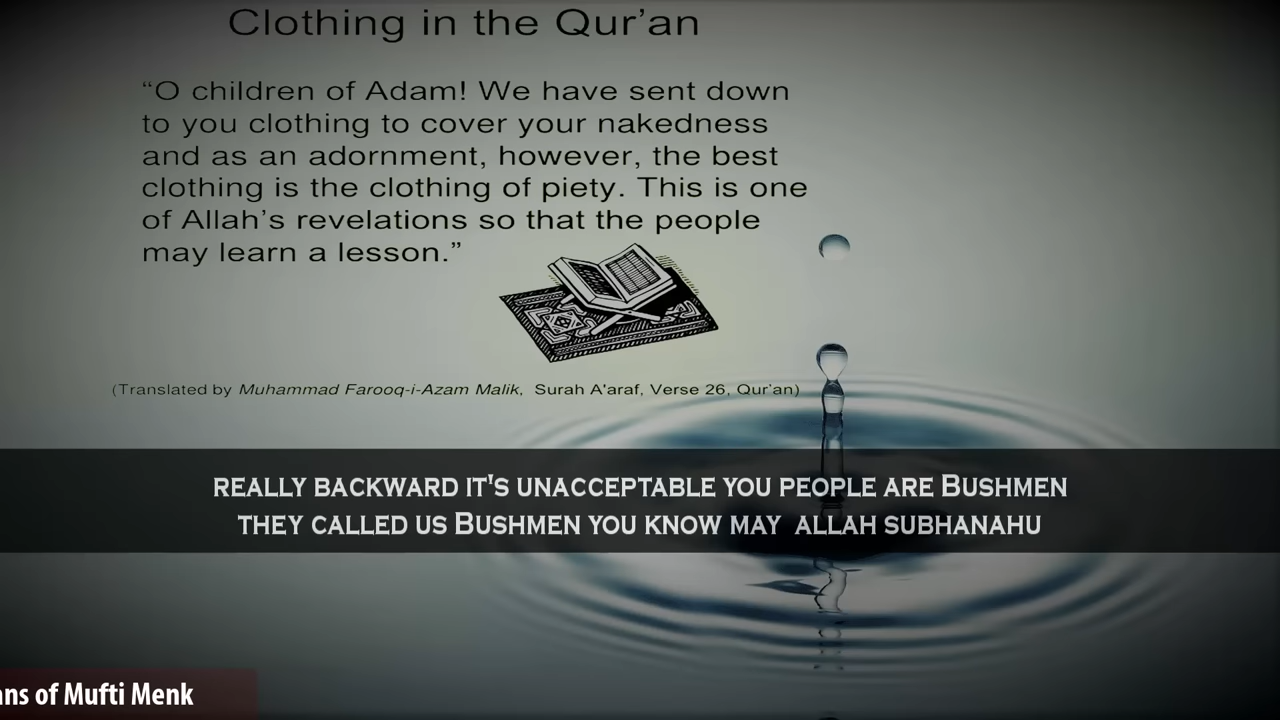 Clothing in the Qur’an
“O children of Adam! We have sent down
to you clothing to cover your nakedness
and as an adornment, however, the best
clothing is the clothing of piety. This is one
of Allah’s revelations so that the people
may learn a lesson.”
(Translated by Muhammad Farooq-i-Azam Malik, Surah A'araf, Verse 26, Qur’an)
REALLY BACKWARD IT'S UNACCEPTABLE YOU PEOPLE ARE BUSHMEN
THEY CALLED US BUSHMEN YOU KNOW MAY ALLAH SUBHANAHU
of Mufti Menk